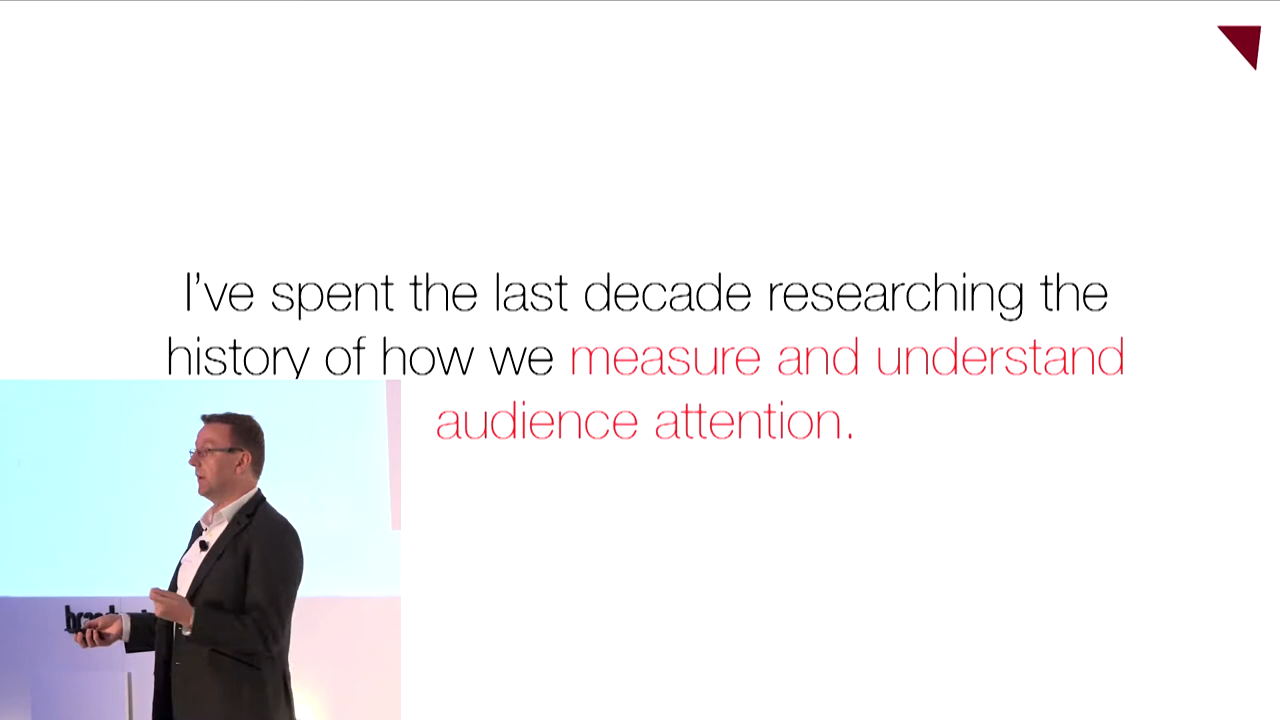 I’ve spent the last decade researching the
history of how we measure and understand
audience attention.